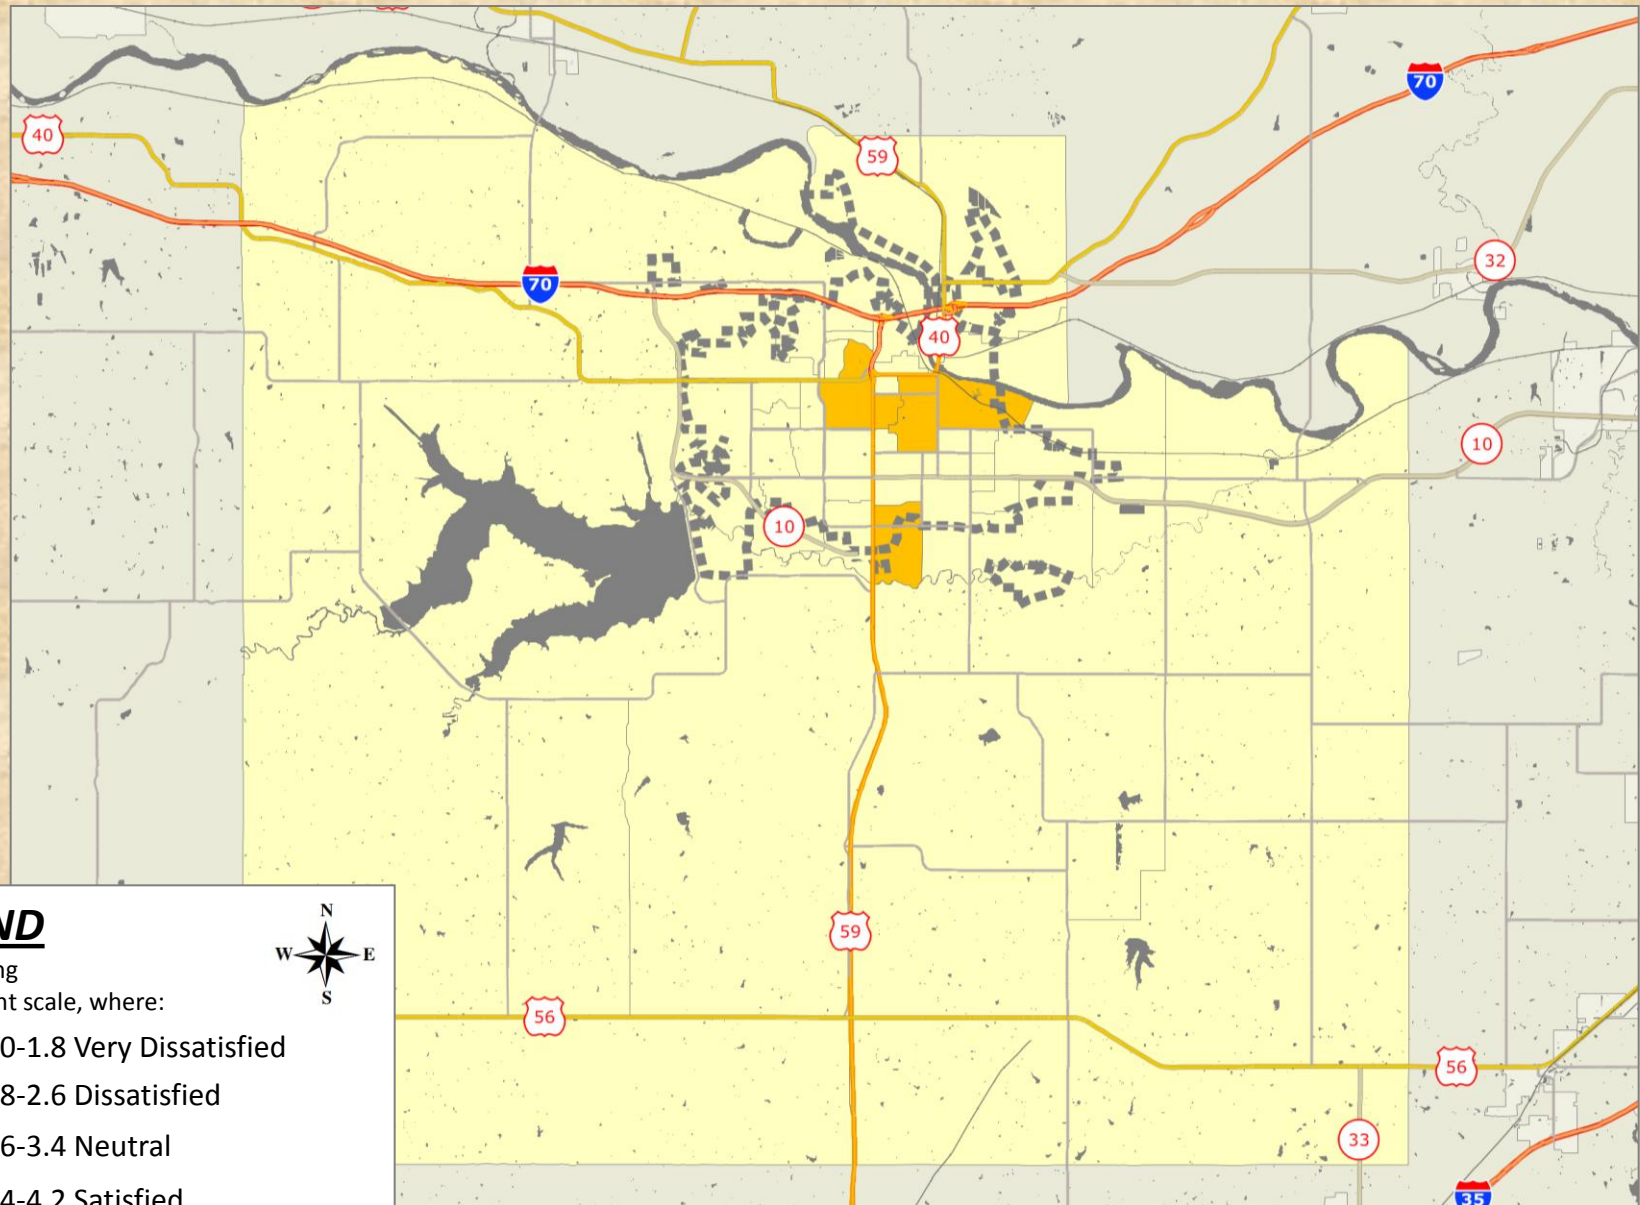 40
59
70
70
32
40
10
10
59
56
56
33
35
ND
N
W E
S
ng
nt scale, where:
0-1.8 Very Dissatisfied
8-2.6 Dissatisfied
6-3.4 Neutral
4-4.2 Satisfied